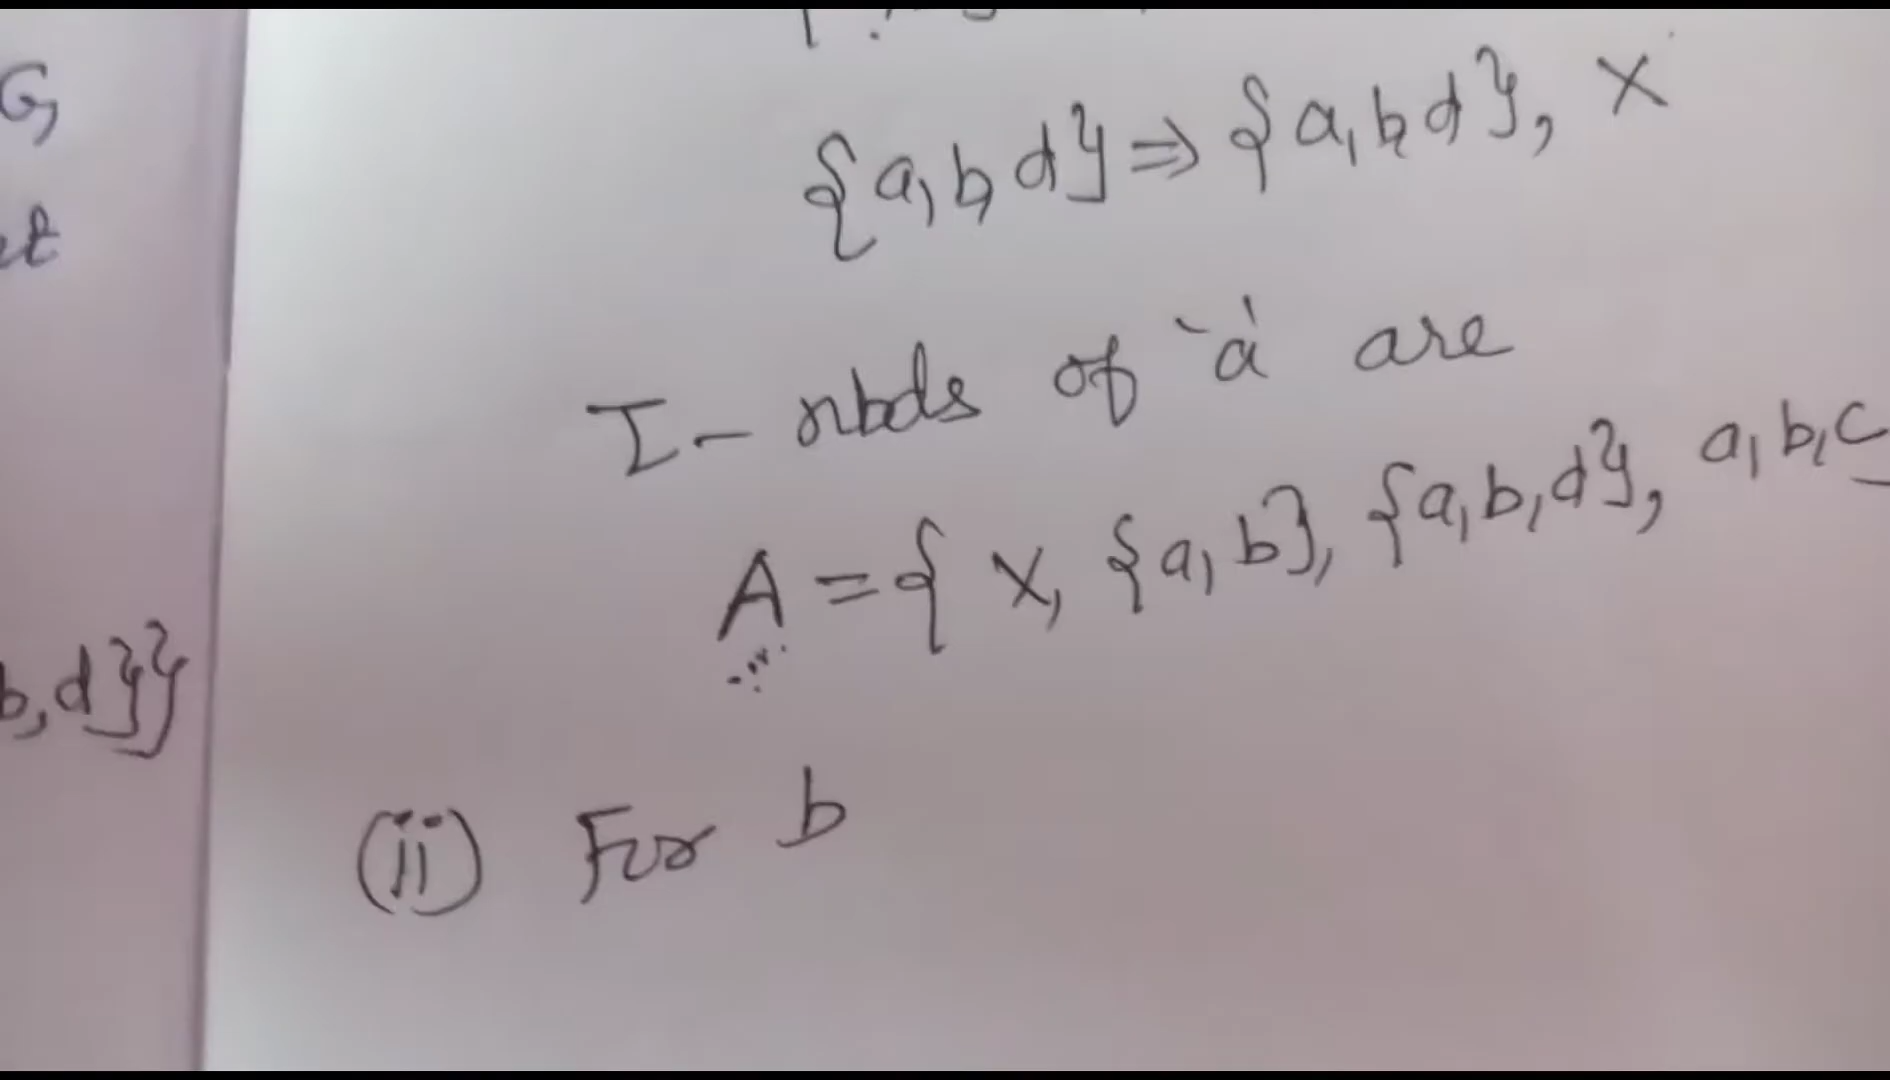 G,
{a,b,d} ⇒ {a,b,d}, X
τ- nbds of 'a' are
A = { X, {a,b}, {a,b,d}, a,b,c
b,d}}
(ii) For b